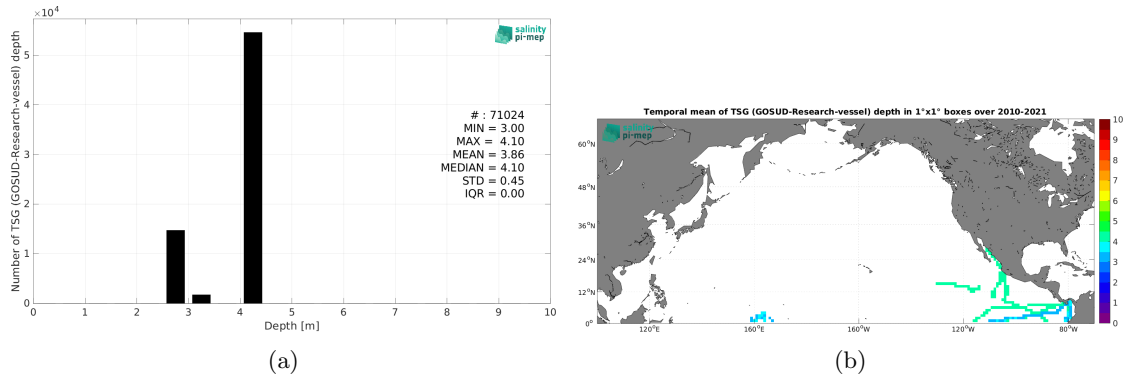 ×10⁴
salinity
pi-mep
Number of TSG (GOSUD-Research-vessel) depth
5
4
3
2
1
0
# : 71024
MIN = 3.00
MAX = 4.10
MEAN = 3.86
MEDIAN = 4.10
STD = 0.45
IQR = 0.00
0 1 2 3 4 5 6 7 8 9 10
Depth [m]
(a)
Temporal mean of TSG (GOSUD-Research-vessel) depth in 1°x1° boxes over 2010-2021
salinity
pi-mep
60°N
48°N
36°N
24°N
12°N
0°
120°E 160°E 160°W 120°W 80°W
10
9
8
7
6
5
4
3
2
1
0
(b)